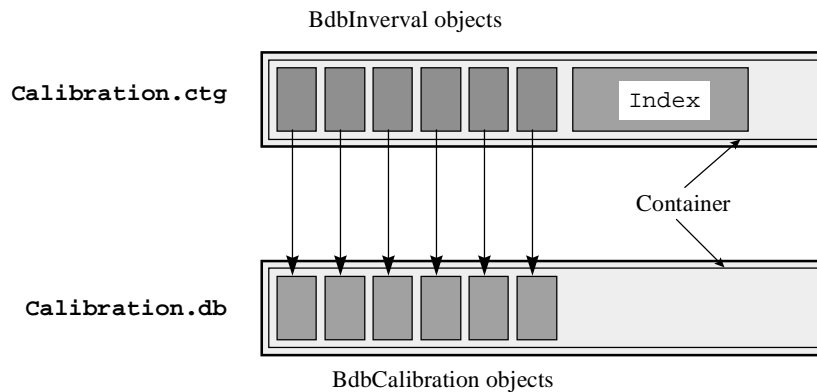 BdbInverval objects
Calibration.ctg
Index
Container
Calibration.db
BdbCalibration objects